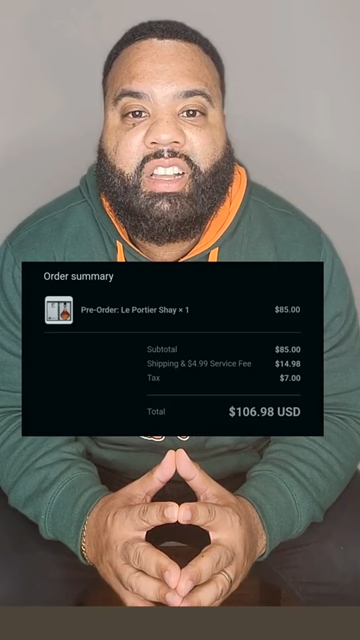 Order summary
Pre-Order: Le Portier Shay × 1 $85.00
Subtotal $85.00
Shipping & $4.99 Service Fee $14.98
Tax $7.00
Total $106.98 USD